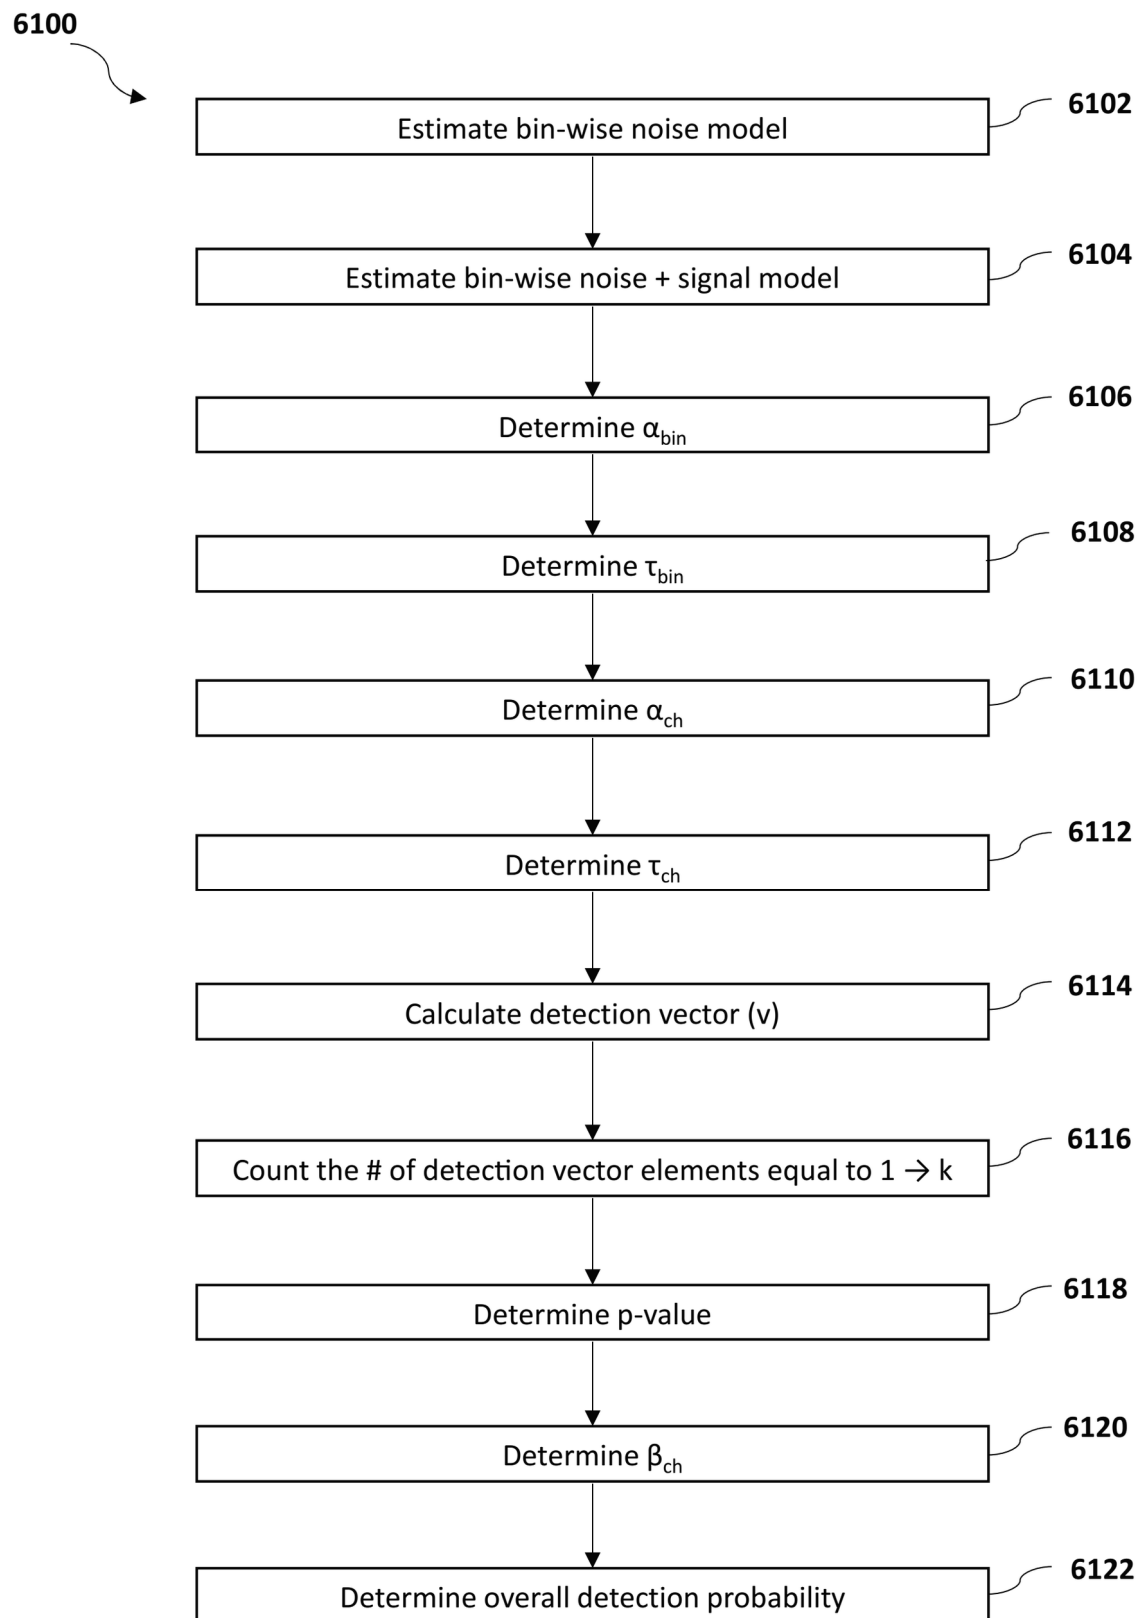 6100
6102
Estimate bin-wise noise model
6104
Estimate bin-wise noise + signal model
6106
Determine αbin
6108
Determine τbin
6110
Determine αch
6112
Determine τch
6114
Calculate detection vector (v)
6116
Count the # of detection vector elements equal to 1 → k
6118
Determine p-value
6120
Determine βch
6122
Determine overall detection probability